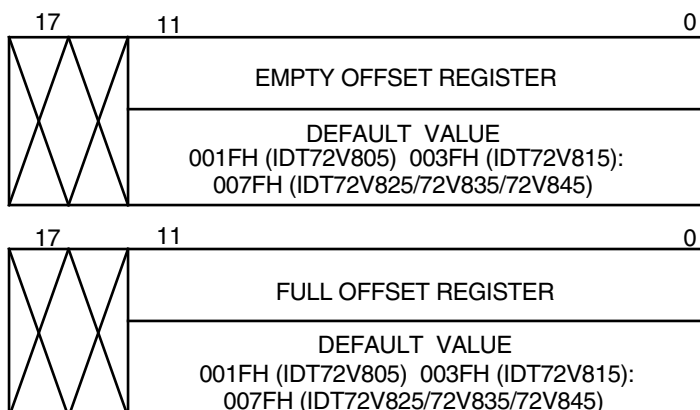 17 11 0
EMPTY OFFSET REGISTER
DEFAULT VALUE
001FH (IDT72V805) 003FH (IDT72V815):
007FH (IDT72V825/72V835/72V845)
17 11 0
FULL OFFSET REGISTER
DEFAULT VALUE
001FH (IDT72V805) 003FH (IDT72V815):
007FH (IDT72V825/72V835/72V845)